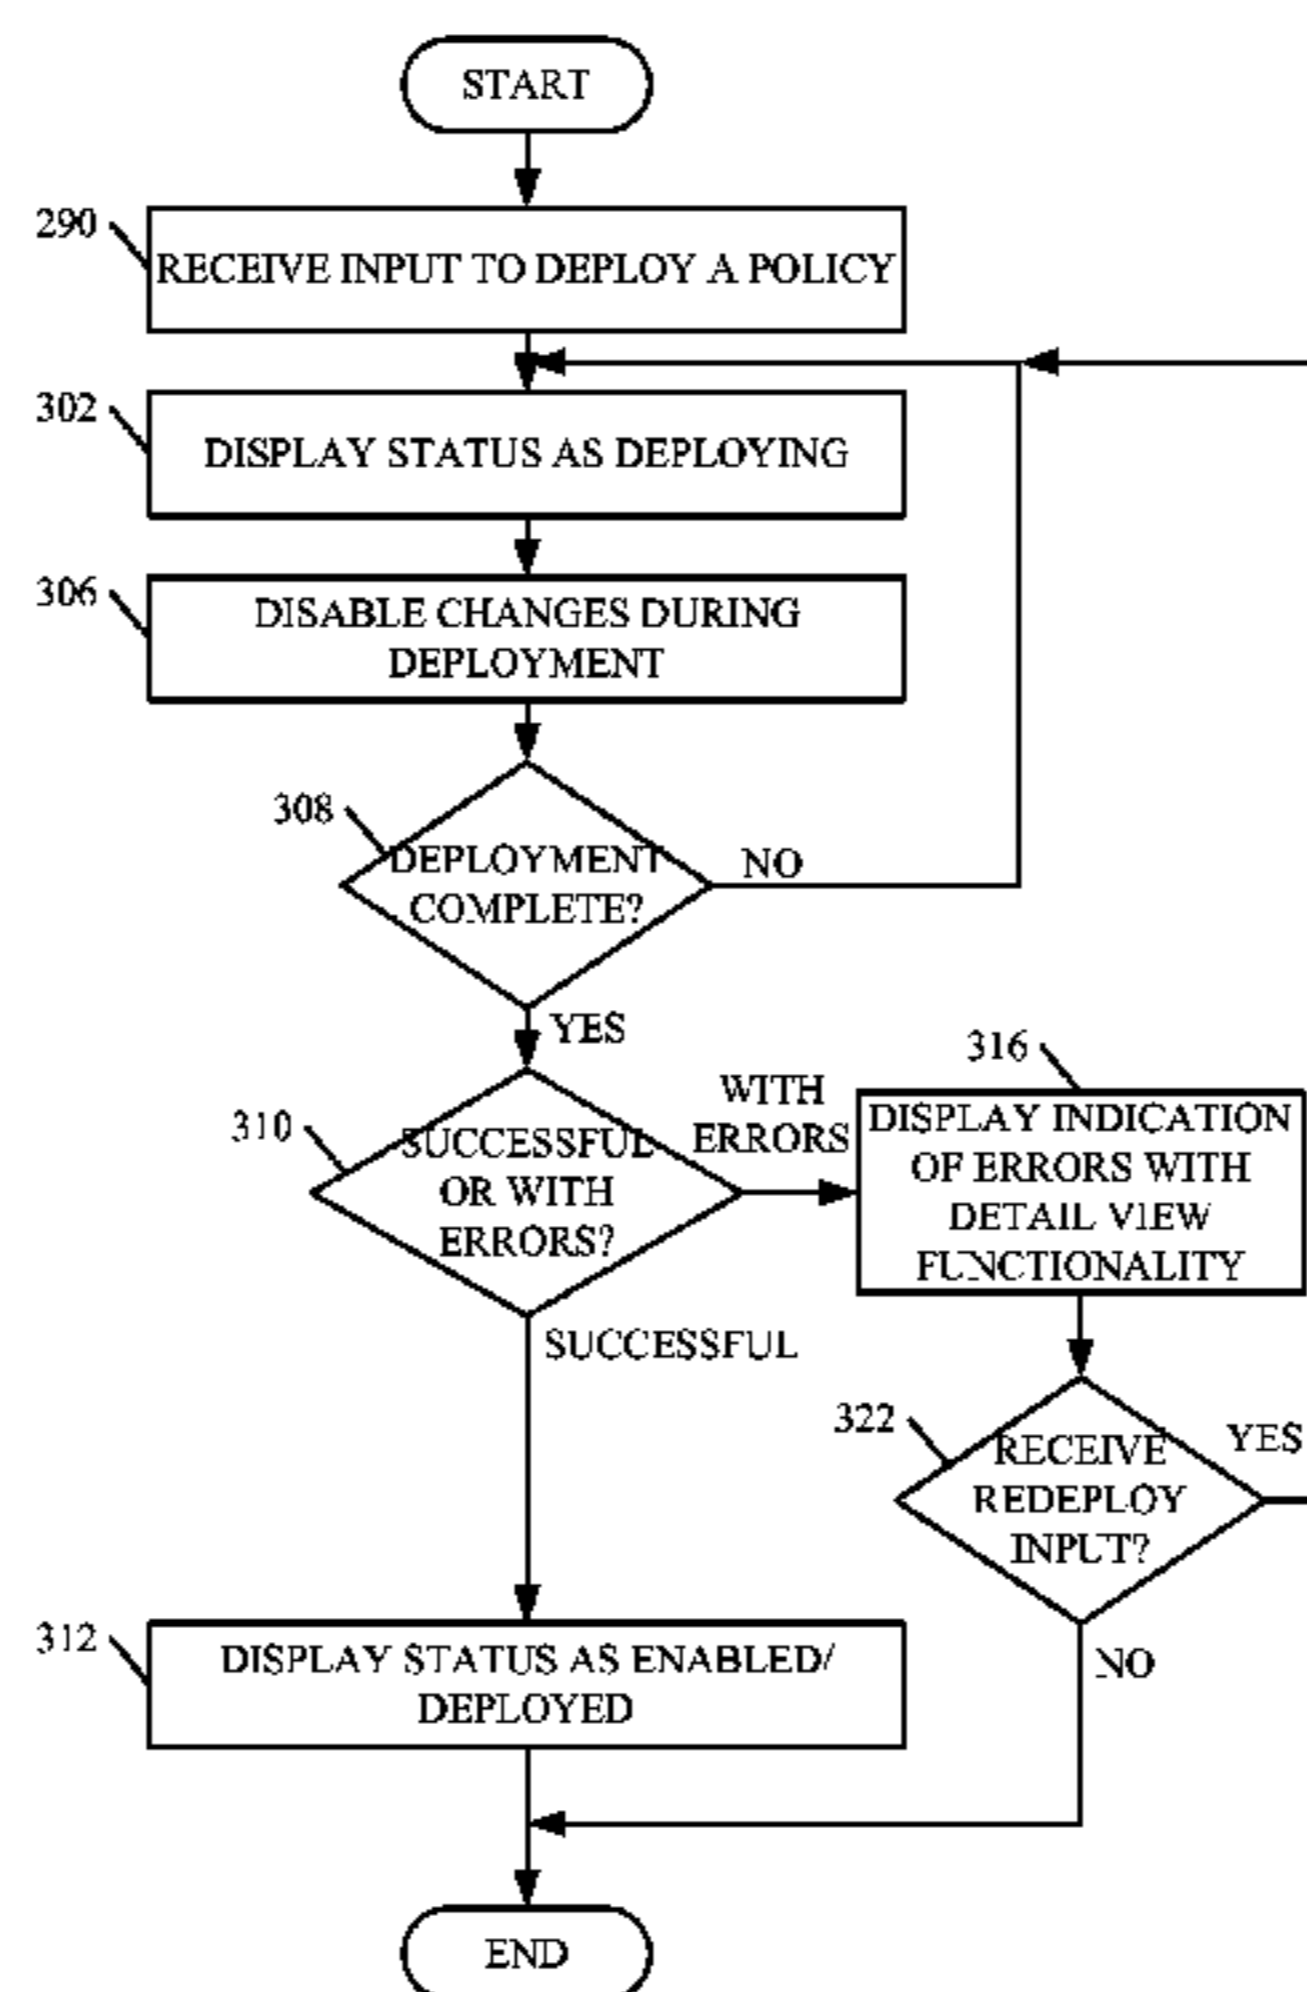 START
290
RECEIVE INPUT TO DEPLOY A POLICY
302
DISPLAY STATUS AS DEPLOYING
306
DISABLE CHANGES DURING
DEPLOYMENT
308
DEPLOYMENT
COMPLETE?
NO
YES
310
SUCCESSFUL
OR WITH
ERRORS?
WITH
ERRORS
316
DISPLAY INDICATION
OF ERRORS WITH
DETAIL VIEW
FUNCTIONALITY
SUCCESSFUL
322
RECEIVE
REDEPLOY
INPUT?
YES
NO
312
DISPLAY STATUS AS ENABLED/
DEPLOYED
END